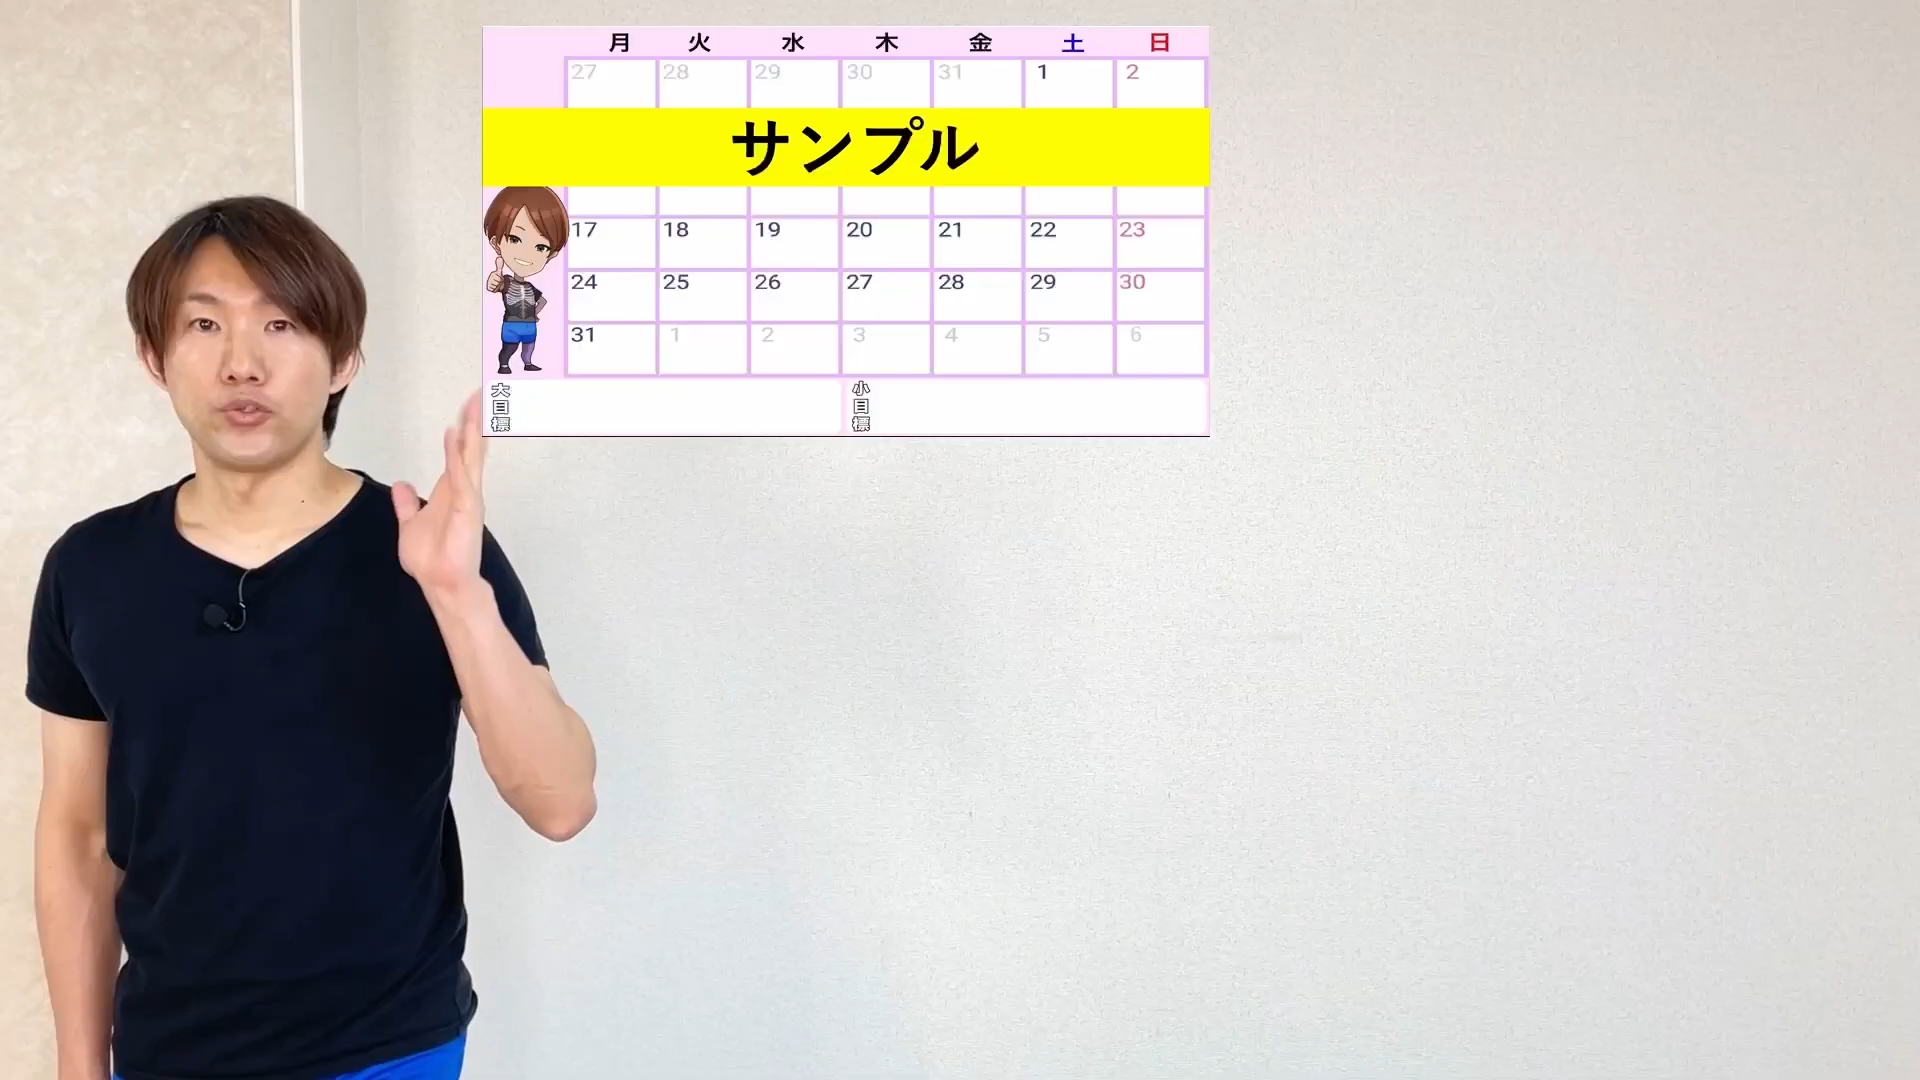 月 火 水 木 金 土 日
27 28 29 30 31 1 2
サンプル
17 18 19 20 21 22 23
24 25 26 27 28 29 30
31 1 2 3 4 5 6
大目標
小目標